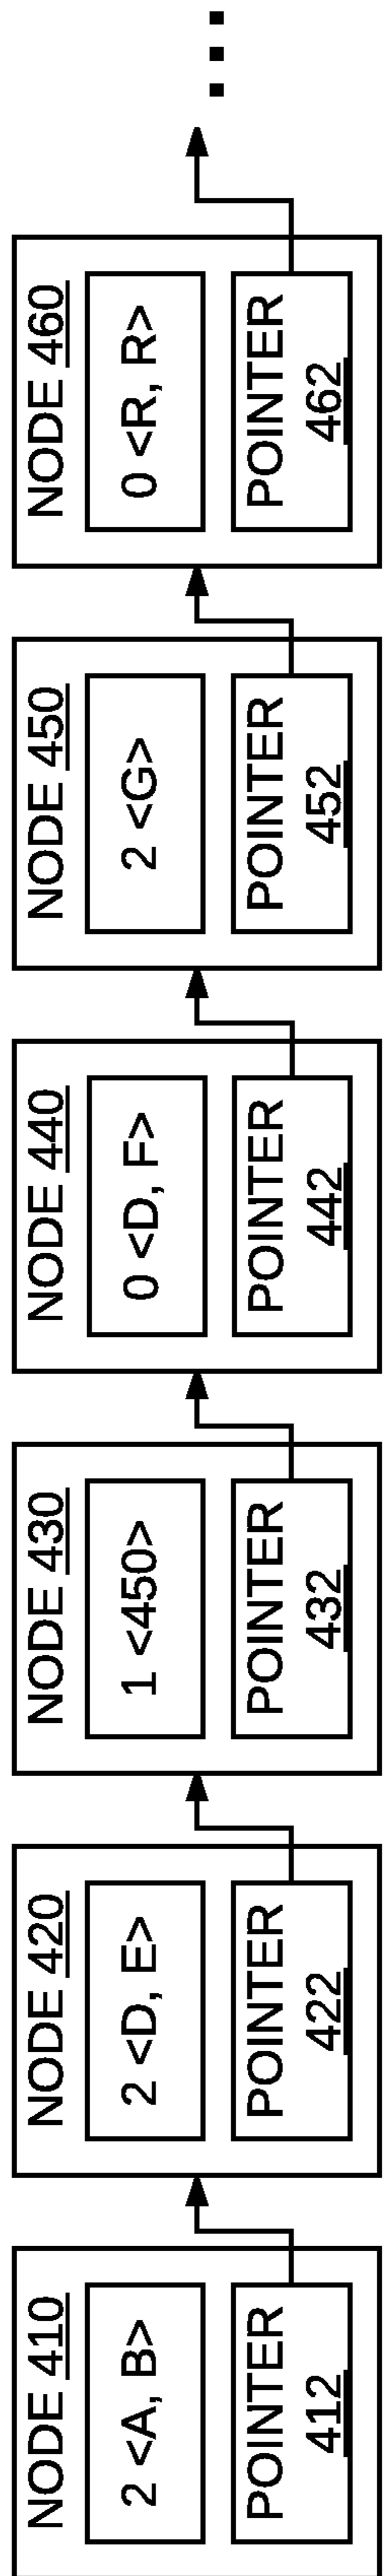 NODE 410
2 <A, B>
POINTER
412
NODE 420
2 <D, E>
POINTER
422
NODE 430
1 <450>
POINTER
432
NODE 440
0 <D, F>
POINTER
442
NODE 450
2 <G>
POINTER
452
NODE 460
0 <R, R>
POINTER
462